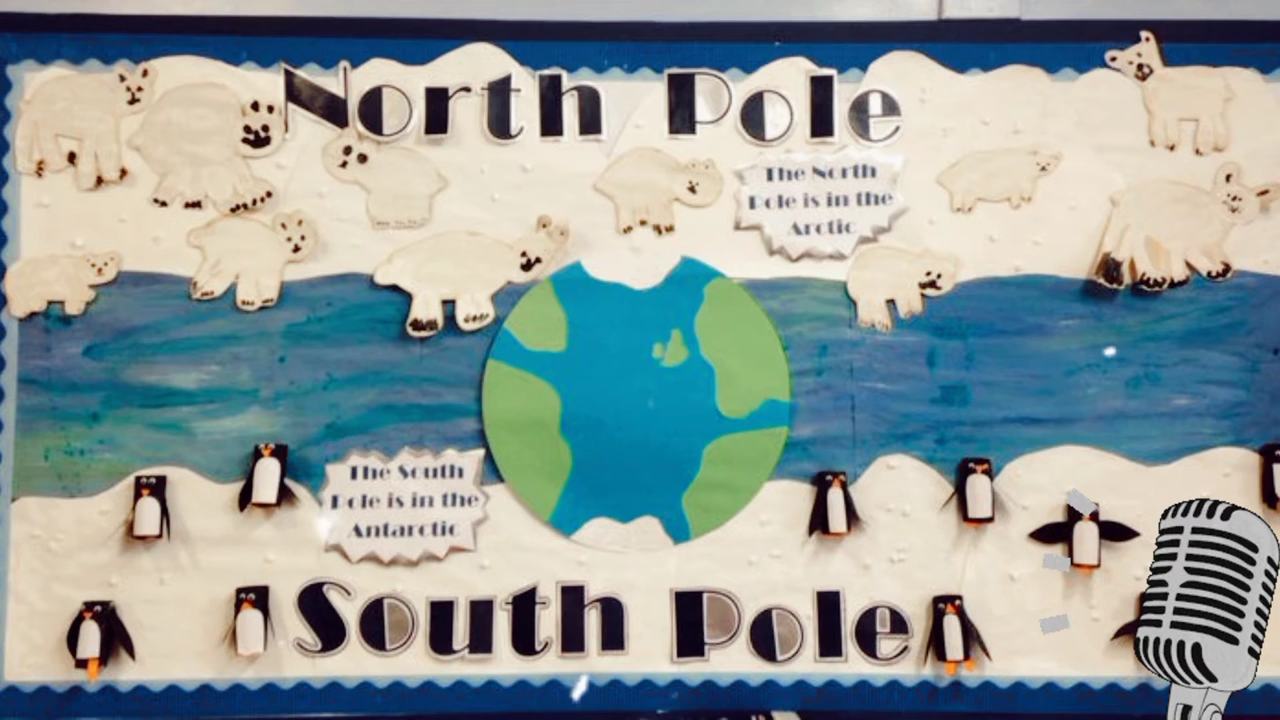 North Pole
The North
Pole is in the
Arctic
The South
Pole is in the
Antarctic
South Pole